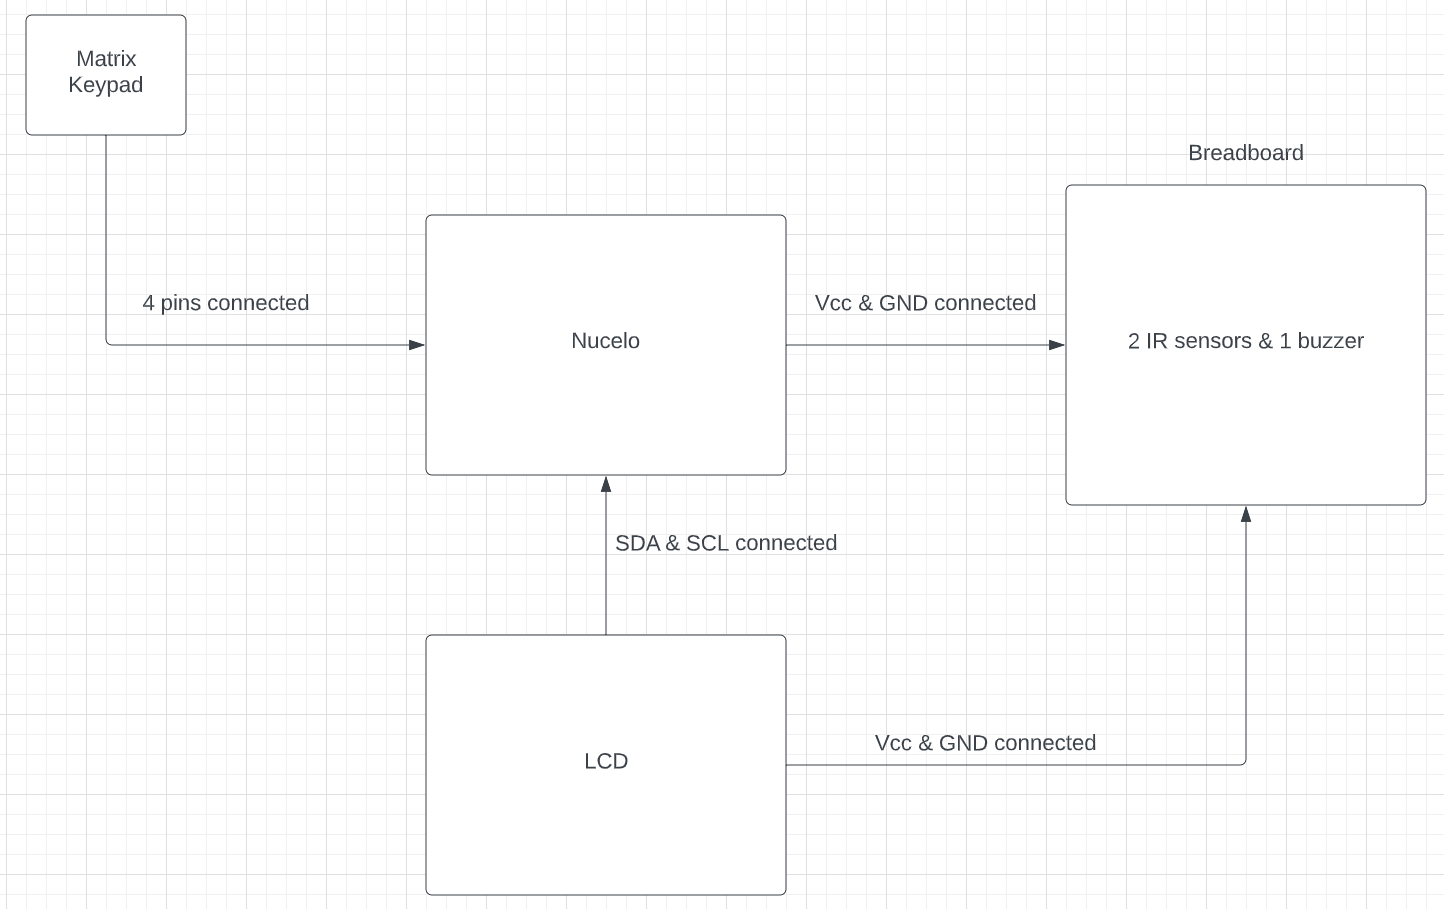 Matrix
Keypad
Breadboard
4 pins connected
Vcc & GND connected
Nucelo
2 IR sensors & 1 buzzer
SDA & SCL connected
Vcc & GND connected
LCD